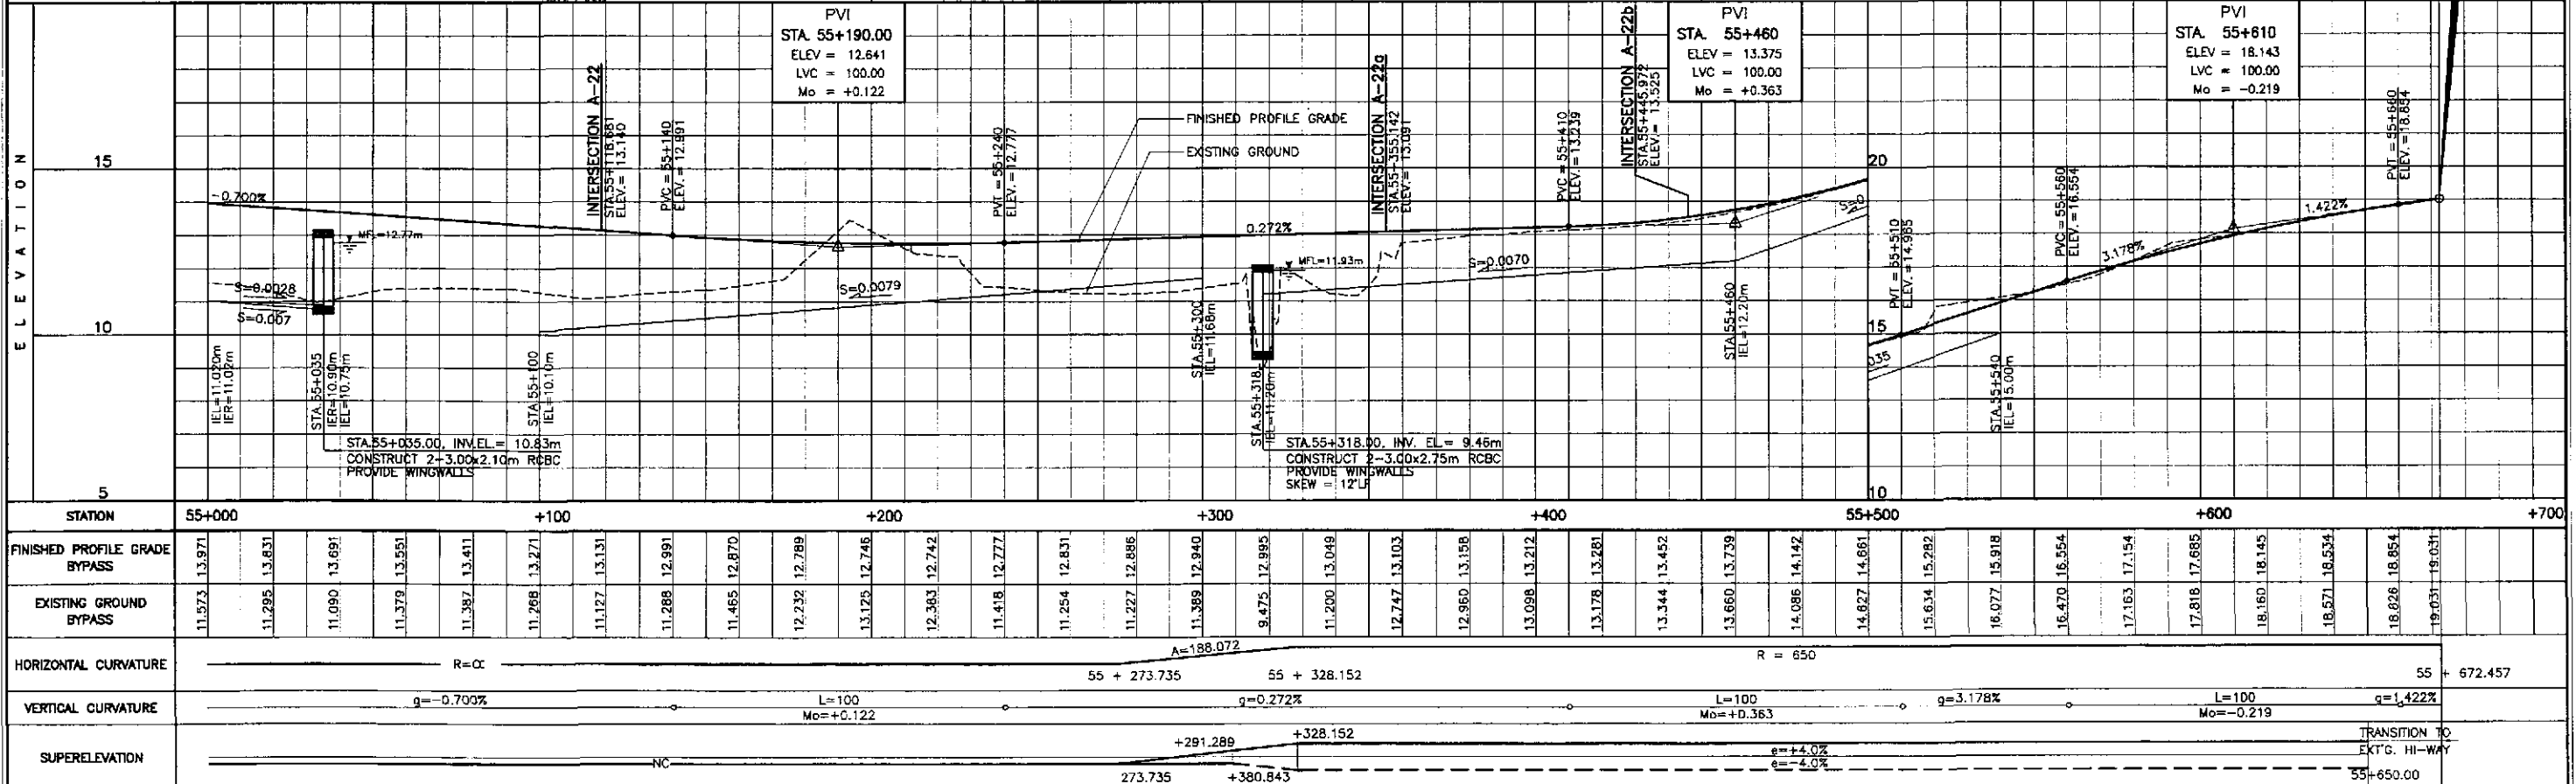 PVI
STA. 55+190.00
ELEV = 12.641
LVC = 100.00
Mo = +0.122
PVI
STA. 55+460
ELEV = 13.375
LVC = 100.00
Mo = +0.363
PVI
STA. 55+610
ELEV = 18.143
LVC = 100.00
Mo = -0.219
ELEVATION
15
10
5
20
15
10
-0.700%
INTERSECTION A-22
STA.55+118.681
ELEV.= 13.140
PVC = 55+140
ELEV. = 12.991
PVT = 55+240
ELEV. = 12.777
FINISHED PROFILE GRADE
EXISTING GROUND
INTERSECTION A-22a
STA.55+355.142
ELEV.= 13.091
PVC = 55+410
ELEV.= 13.239
INTERSECTION A-22b
STA.55+445.972
ELEV.= 13.525
PVT = 55+510
ELEV.= 14.965
PVC = 55+560
ELEV.= 16.554
PVT = 55+660
ELEV.= 18.854
0.272%
3.178%
1.422%
MFL=12.77m
MFL=11.93m
S=0.0028
S=0.007
S=0.0079
S=0.0070
S=0
035
IEL=11.020m
IER=11.02m
STA.55+035
IER=10.90m
IEL=10.75m
STA.55+100
IEL=10.10m
STA.55+300
IEL=11.68m
STA.55+318
IEL=11.20m
STA.55+460
IEL=12.20m
STA.55+540
IEL=15.00m
STA.55+035.00, INV.EL.= 10.83m
CONSTRUCT 2-3.00x2.10m RCBC
PROVIDE WINGWALLS
STA.55+318.00, INV. EL= 9.46m
CONSTRUCT 2-3.00x2.75m RCBC
PROVIDE WINGWALLS
SKEW = 12°LF
STATION 55+000 +100 +200 +300 +400 55+500 +600 +700
FINISHED PROFILE GRADE BYPASS 13.971 13.831 13.691 13.551 13.411 13.271 13.131 12.991 12.870 12.789 12.746 12.742 12.777 12.831 12.886 12.940 12.995 13.049 13.103 13.158 13.212 13.281 13.452 13.739 14.142 14.661 15.282 15.918 16.554 17.154 17.685 18.145 18.534 18.854 19.031
EXISTING GROUND BYPASS 11.573 11.295 11.090 11.379 11.387 11.268 11.127 11.288 11.465 12.232 13.125 12.383 11.418 11.254 11.227 11.389 9.475 11.200 12.747 12.960 13.098 13.178 13.344 13.660 14.086 14.627 15.634 16.077 16.470 17.163 17.816 18.160 18.571 18.826 19.031
HORIZONTAL CURVATURE R=α A=188.072 R = 650
55 + 273.735 55 + 328.152 55 + 672.457
VERTICAL CURVATURE g=-0.700% L=100 g=0.272% L=100 g=3.178% L=100 g=1.422%
Mo=+0.122 Mo=+0.363 Mo=-0.219
SUPERELEVATION NC +291.289 +328.152 e=+4.0% TRANSITION TO
e=-4.0% EXT'G. HI-WAY
273.735 +380.843 55+650.00